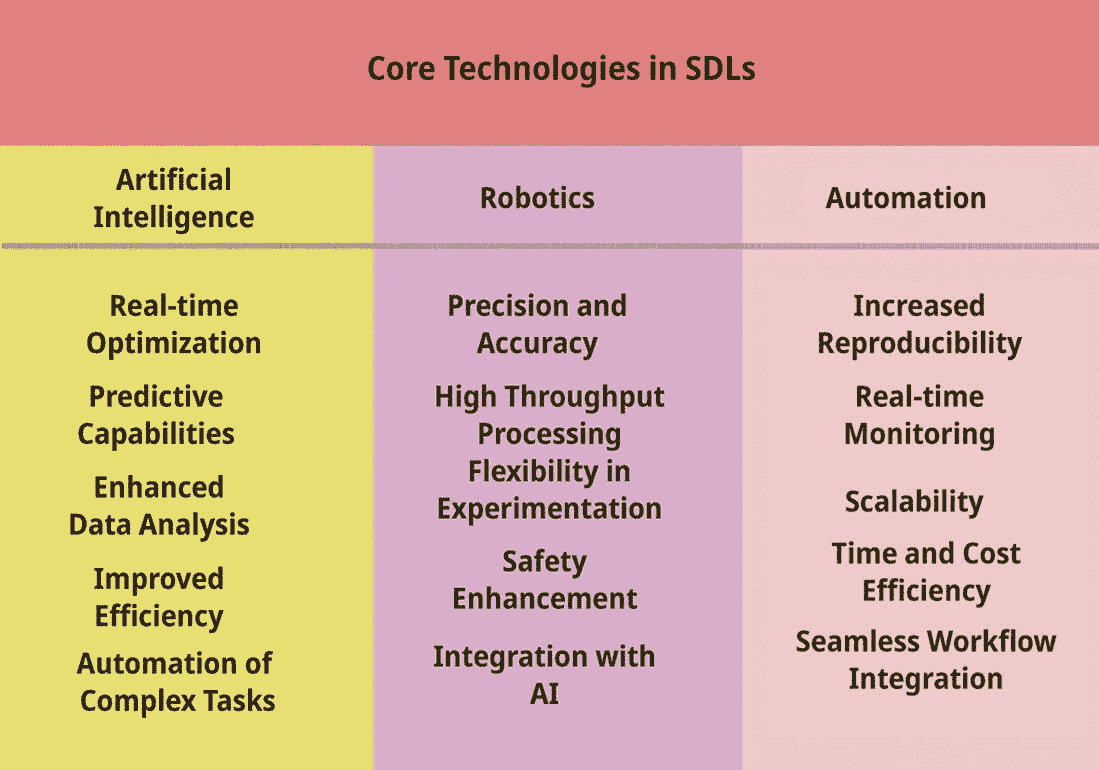 Core Technologies in SDLs
Artificial
Intelligence
Robotics
Automation
Real-time
Optimization
Predictive
Capabilities
Enhanced
Data Analysis
Improved
Efficiency
Automation of
Complex Tasks
Precision and
Accuracy
High Throughput
Processing
Flexibility in
Experimentation
Safety
Enhancement
Integration with
AI
Increased
Reproducibility
Real-time
Monitoring
Scalability
Time and Cost
Efficiency
Seamless Workflow
Integration